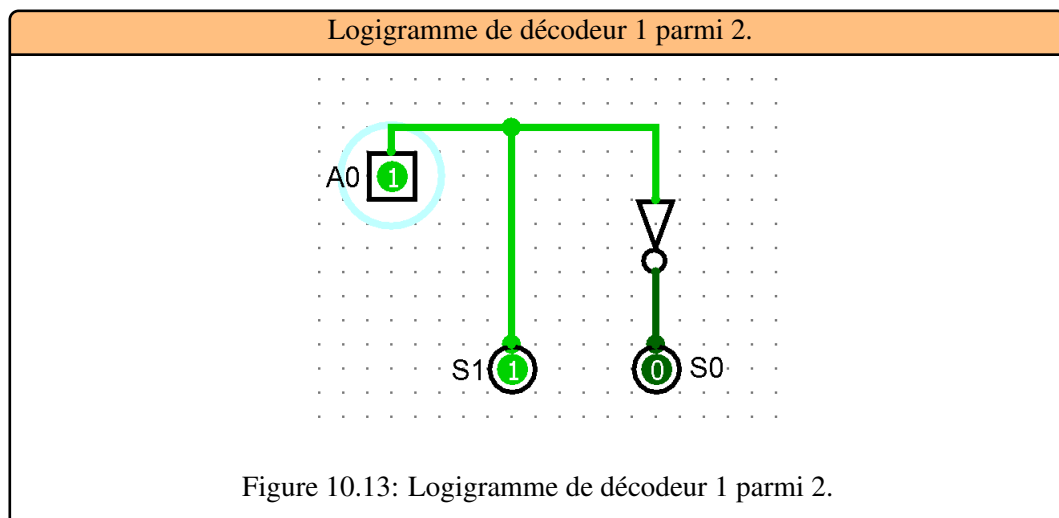 Logigramme de décodeur 1 parmi 2.
A0 1
S1 1 0 S0
Figure 10.13: Logigramme de décodeur 1 parmi 2.